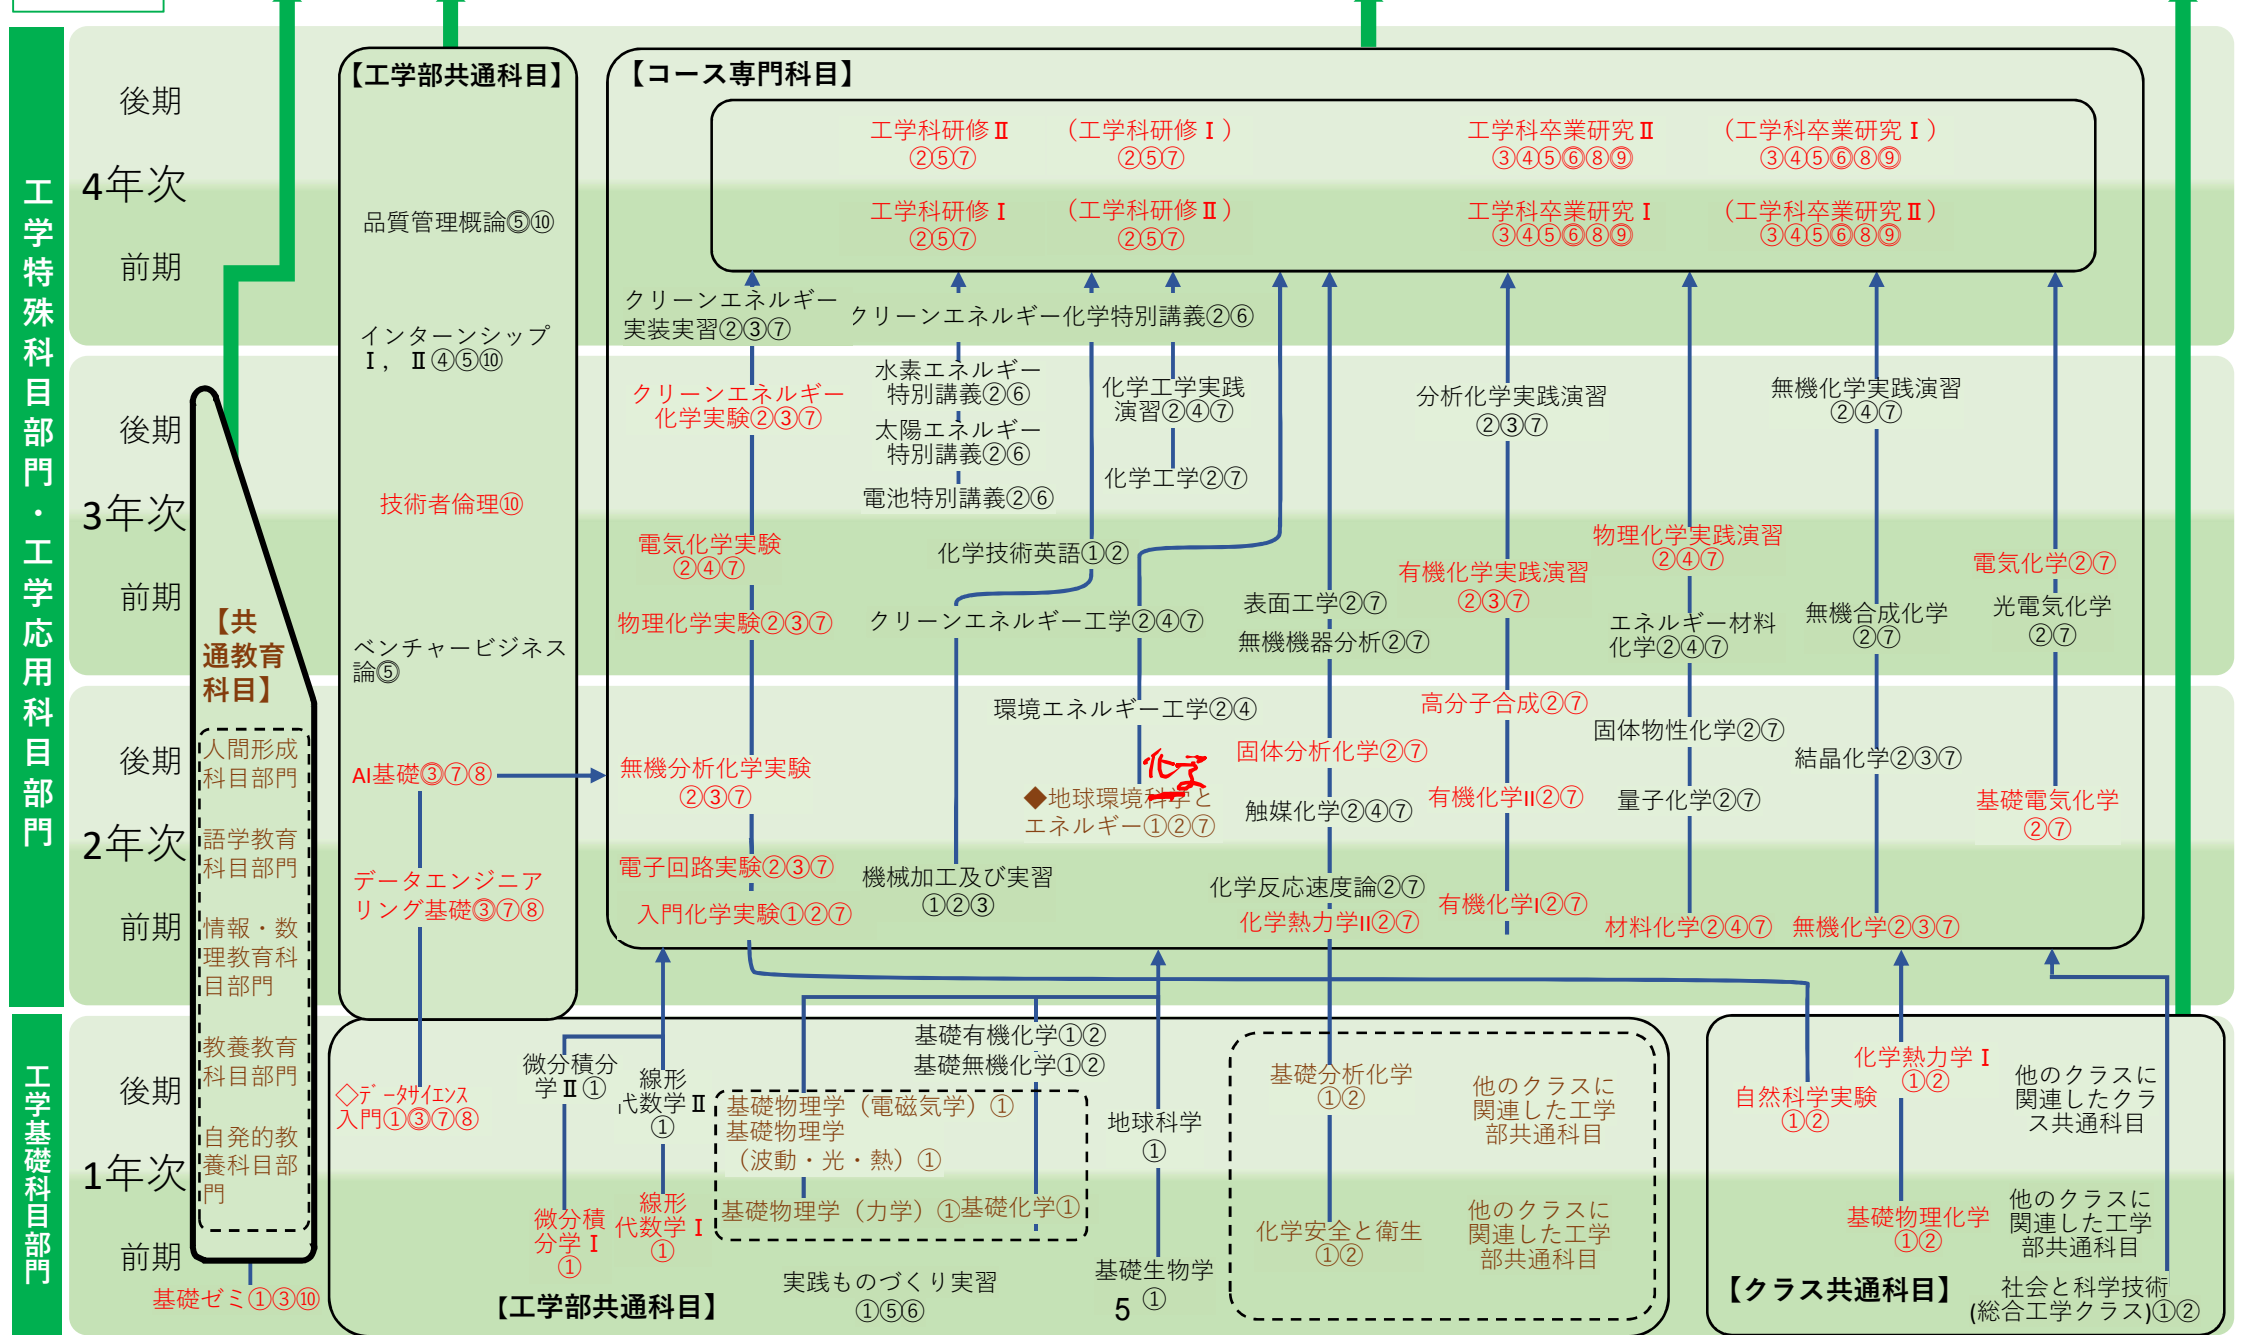 工学特殊科目部門・工学応用科目部門
工学基礎科目部門
後期
4年次
前期
後期
3年次
前期
後期
2年次
前期
後期
1年次
前期
【共
通教育
科目】
人間形成
科目部門
語学教育
科目部門
情報・数
理教育科
目部門
教養教育
科目部門
自発的教
養科目部
門
基礎ゼミ①③⑩
【工学部共通科目】
品質管理概論⑤⑩
インターンシップ
Ⅰ, Ⅱ④⑤⑩
技術者倫理⑩
ベンチャービジネス
論⑤
AI基礎③⑦⑧
データエンジニア
リング基礎③⑦⑧
◇データサイエンス
入門①③⑦⑧
【コース専門科目】
工学科研修Ⅱ
②⑤⑦
（工学科研修Ⅰ）
②⑤⑦
工学科卒業研究Ⅱ
③④⑤⑥⑧⑨
（工学科卒業研究Ⅰ）
③④⑤⑥⑧⑨
工学科研修Ⅰ
②⑤⑦
（工学科研修Ⅱ）
②⑤⑦
工学科卒業研究Ⅰ
③④⑤⑥⑧⑨
（工学科卒業研究Ⅱ）
③④⑤⑥⑧⑨
クリーンエネルギー
実装実習②③⑦
クリーンエネルギー化学特別講義②⑥
クリーンエネルギー
化学実験②③⑦
水素エネルギー
特別講義②⑥
太陽エネルギー
特別講義②⑥
電池特別講義②⑥
化学工学実践
演習②④⑦
化学工学②⑦
分析化学実践演習
②③⑦
無機化学実践演習
②④⑦
電気化学実験
②④⑦
物理化学実験②③⑦
化学技術英語①②
クリーンエネルギー工学②④⑦
表面工学②⑦
無機機器分析②⑦
有機化学実践演習
②③⑦
物理化学実践演習
②④⑦
エネルギー材料
化学②④⑦
無機合成化学
②⑦
電気化学②⑦
光電気化学
②⑦
無機分析化学実験
②③⑦
環境エネルギー工学②④
化学
◆地球環境科学と
エネルギー①②⑦
固体分析化学②⑦
触媒化学②④⑦
高分子合成②⑦
有機化学II②⑦
固体物性化学②⑦
量子化学②⑦
結晶化学②③⑦
基礎電気化学
②⑦
電子回路実験②③⑦
入門化学実験①②⑦
機械加工及び実習
①②③
化学反応速度論②⑦
化学熱力学II②⑦
有機化学I②⑦
材料化学②④⑦
無機化学②③⑦
微分積分
学Ⅱ①
線形
代数学Ⅱ
①
基礎有機化学①②
基礎無機化学①②
基礎物理学（電磁気学）①
基礎物理学
（波動・光・熱）①
地球科学
①
基礎分析化学
①②
他のクラスに
関連した工学
部共通科目
微分積
分学Ⅰ
①
線形
代数学Ⅰ
①
基礎物理学（力学）①
基礎化学①
化学安全と衛生
①②
他のクラスに
関連した工学
部共通科目
実践ものづくり実習
①⑤⑥
基礎生物学
①
【工学部共通科目】
5
自然科学実験
①②
化学熱力学Ⅰ
①②
他のクラスに
関連したクラ
ス共通科目
基礎物理化学
①②
他のクラスに
関連した工学
部共通科目
【クラス共通科目】
社会と科学技術
(総合工学クラス)①②